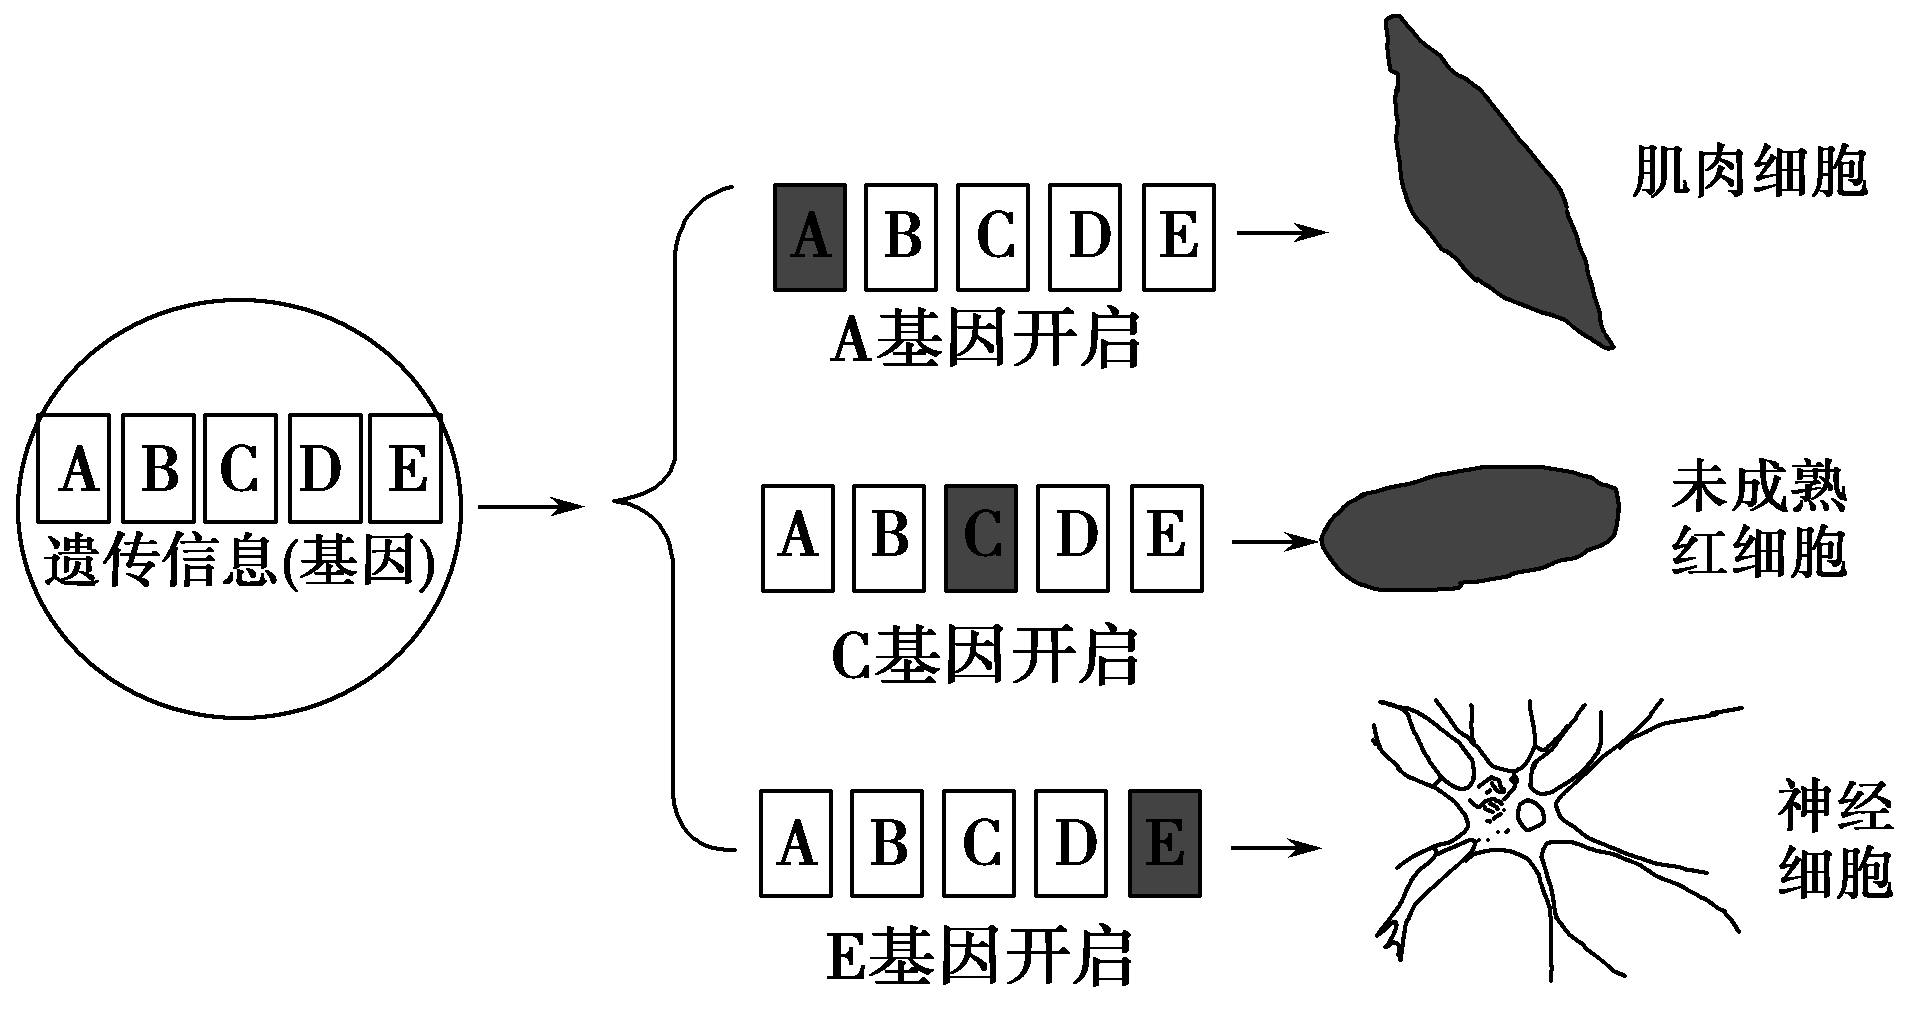 A B C D E
遗传信息(基因)
A B C D E
A基因开启
肌肉细胞
A B C D E
C基因开启
未成熟
红细胞
A B C D E
E基因开启
神经
细胞